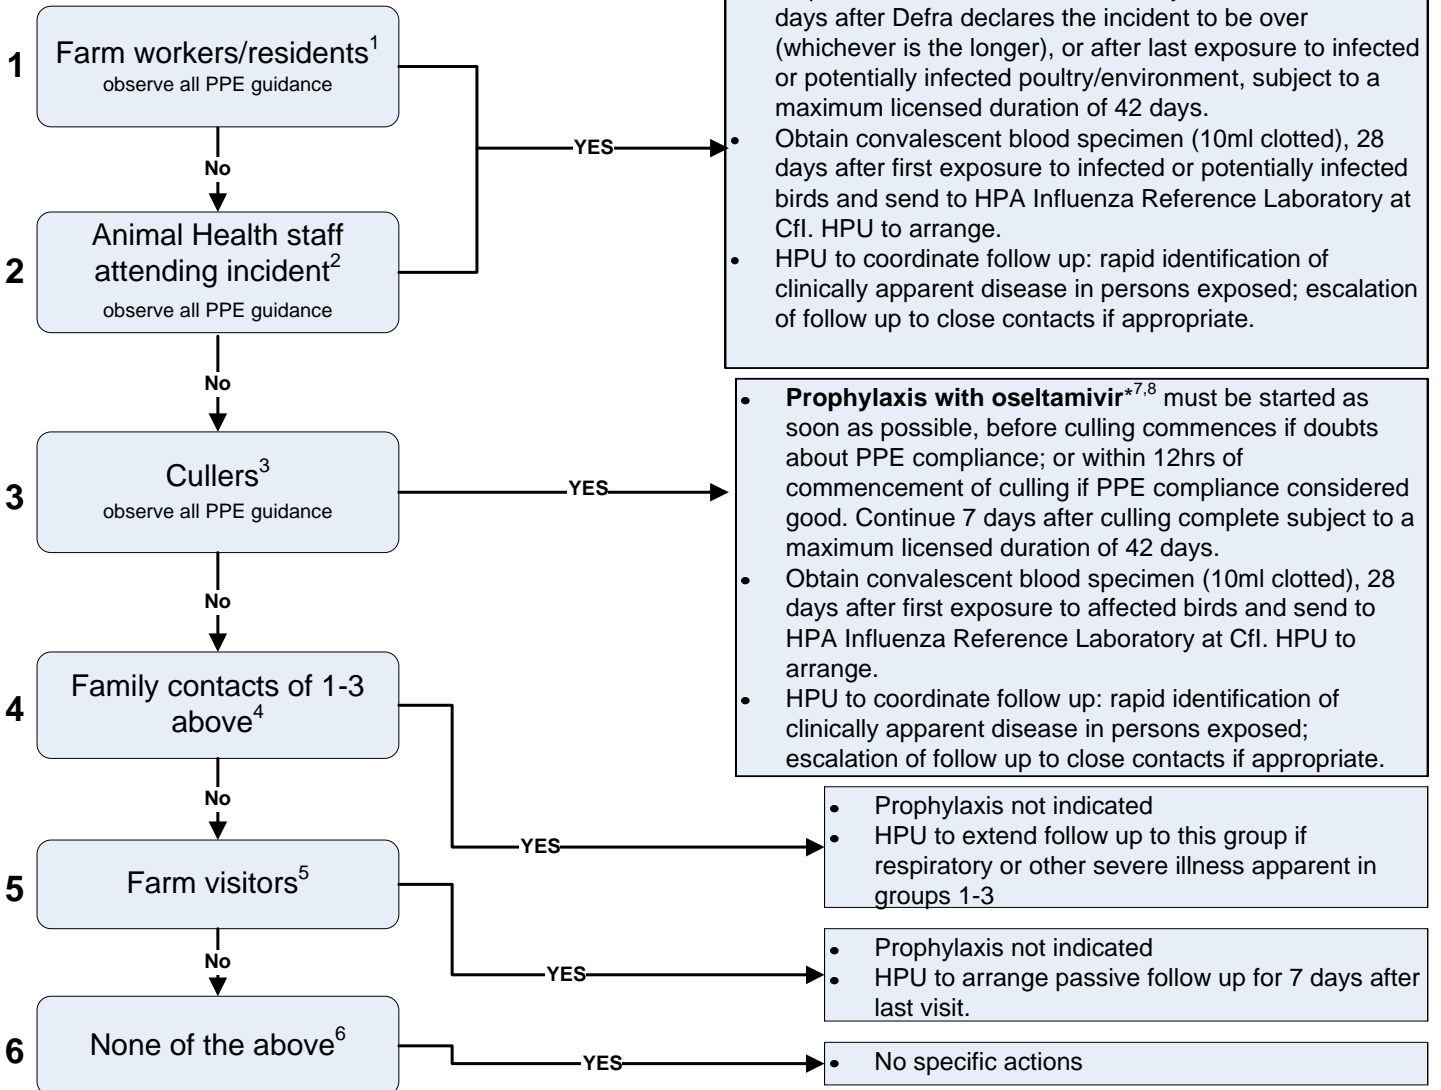 1
Farm workers/residents1
observe all PPE guidance
No
2
Animal Health staff
attending incident2
observe all PPE guidance
No
3
Cullers3
observe all PPE guidance
No
4
Family contacts of 1-3
above4
No
5
Farm visitors5
No
6
None of the above6
YES
days after Defra declares the incident to be over
(whichever is the longer), or after last exposure to infected
or potentially infected poultry/environment, subject to a
maximum licensed duration of 42 days.
• Obtain convalescent blood specimen (10ml clotted), 28
days after first exposure to infected or potentially infected
birds and send to HPA Influenza Reference Laboratory at
CfI. HPU to arrange.
• HPU to coordinate follow up: rapid identification of
clinically apparent disease in persons exposed; escalation
of follow up to close contacts if appropriate.
YES
• Prophylaxis with oseltamivir*7,8 must be started as
soon as possible, before culling commences if doubts
about PPE compliance; or within 12hrs of
commencement of culling if PPE compliance considered
good. Continue 7 days after culling complete subject to a
maximum licensed duration of 42 days.
• Obtain convalescent blood specimen (10ml clotted), 28
days after first exposure to affected birds and send to
HPA Influenza Reference Laboratory at CfI. HPU to
arrange.
• HPU to coordinate follow up: rapid identification of
clinically apparent disease in persons exposed;
escalation of follow up to close contacts if appropriate.
YES
• Prophylaxis not indicated
• HPU to extend follow up to this group if
respiratory or other severe illness apparent in
groups 1-3
YES
• Prophylaxis not indicated
• HPU to arrange passive follow up for 7 days after
last visit.
YES
• No specific actions